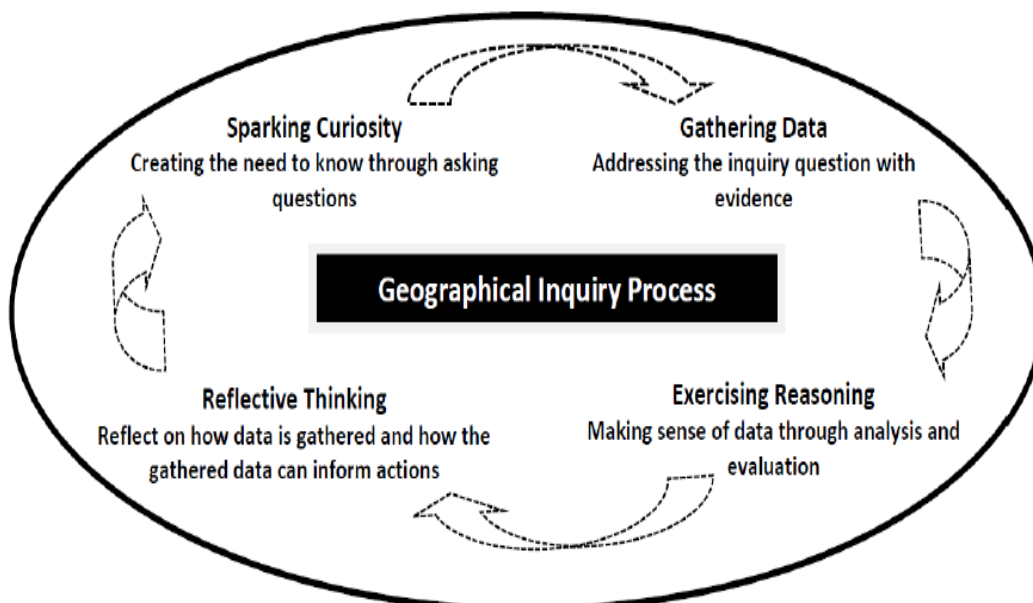 Sparking Curiosity
Creating the need to know through asking
questions
Gathering Data
Addressing the inquiry question with
evidence
Geographical Inquiry Process
Reflective Thinking
Reflect on how data is gathered and how the
gathered data can inform actions
Exercising Reasoning
Making sense of data through analysis and
evaluation